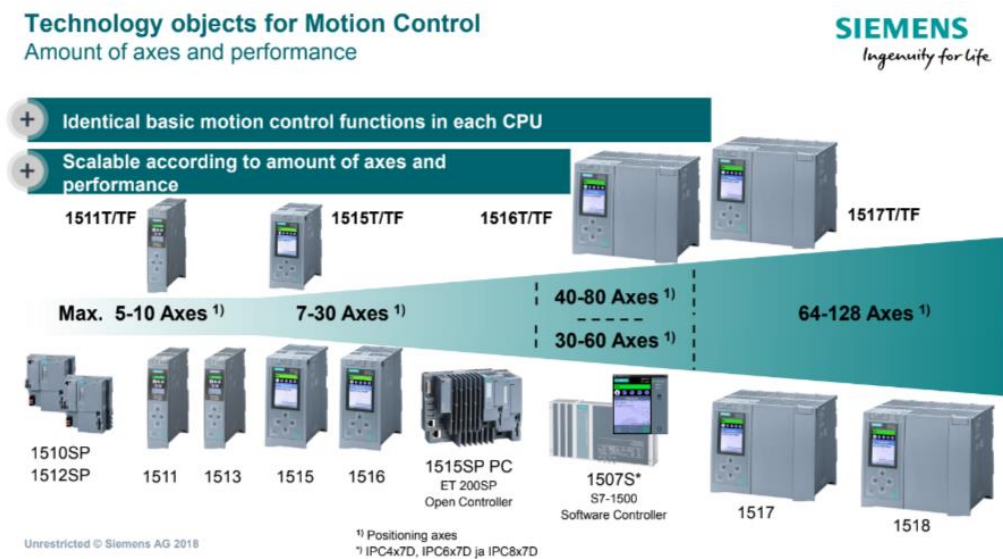 Technology objects for Motion Control
Amount of axes and performance
SIEMENS
Ingenuity for life
+ Identical basic motion control functions in each CPU
+ Scalable according to amount of axes and
performance
1511T/TF
1515T/TF
1516T/TF
1517T/TF
Max. 5-10 Axes ¹⁾
7-30 Axes ¹⁾
40-80 Axes ¹⁾
30-60 Axes ¹⁾
64-128 Axes ¹⁾
1510SP
1512SP
1511
1513
1515
1516
1515SP PC
ET 200SP
Open Controller
1507S*
S7-1500
Software Controller
1517
1518
¹⁾ Positioning axes
*⁾ IPC4x7D, IPC6x7D ja IPC8x7D
Unrestricted © Siemens AG 2018